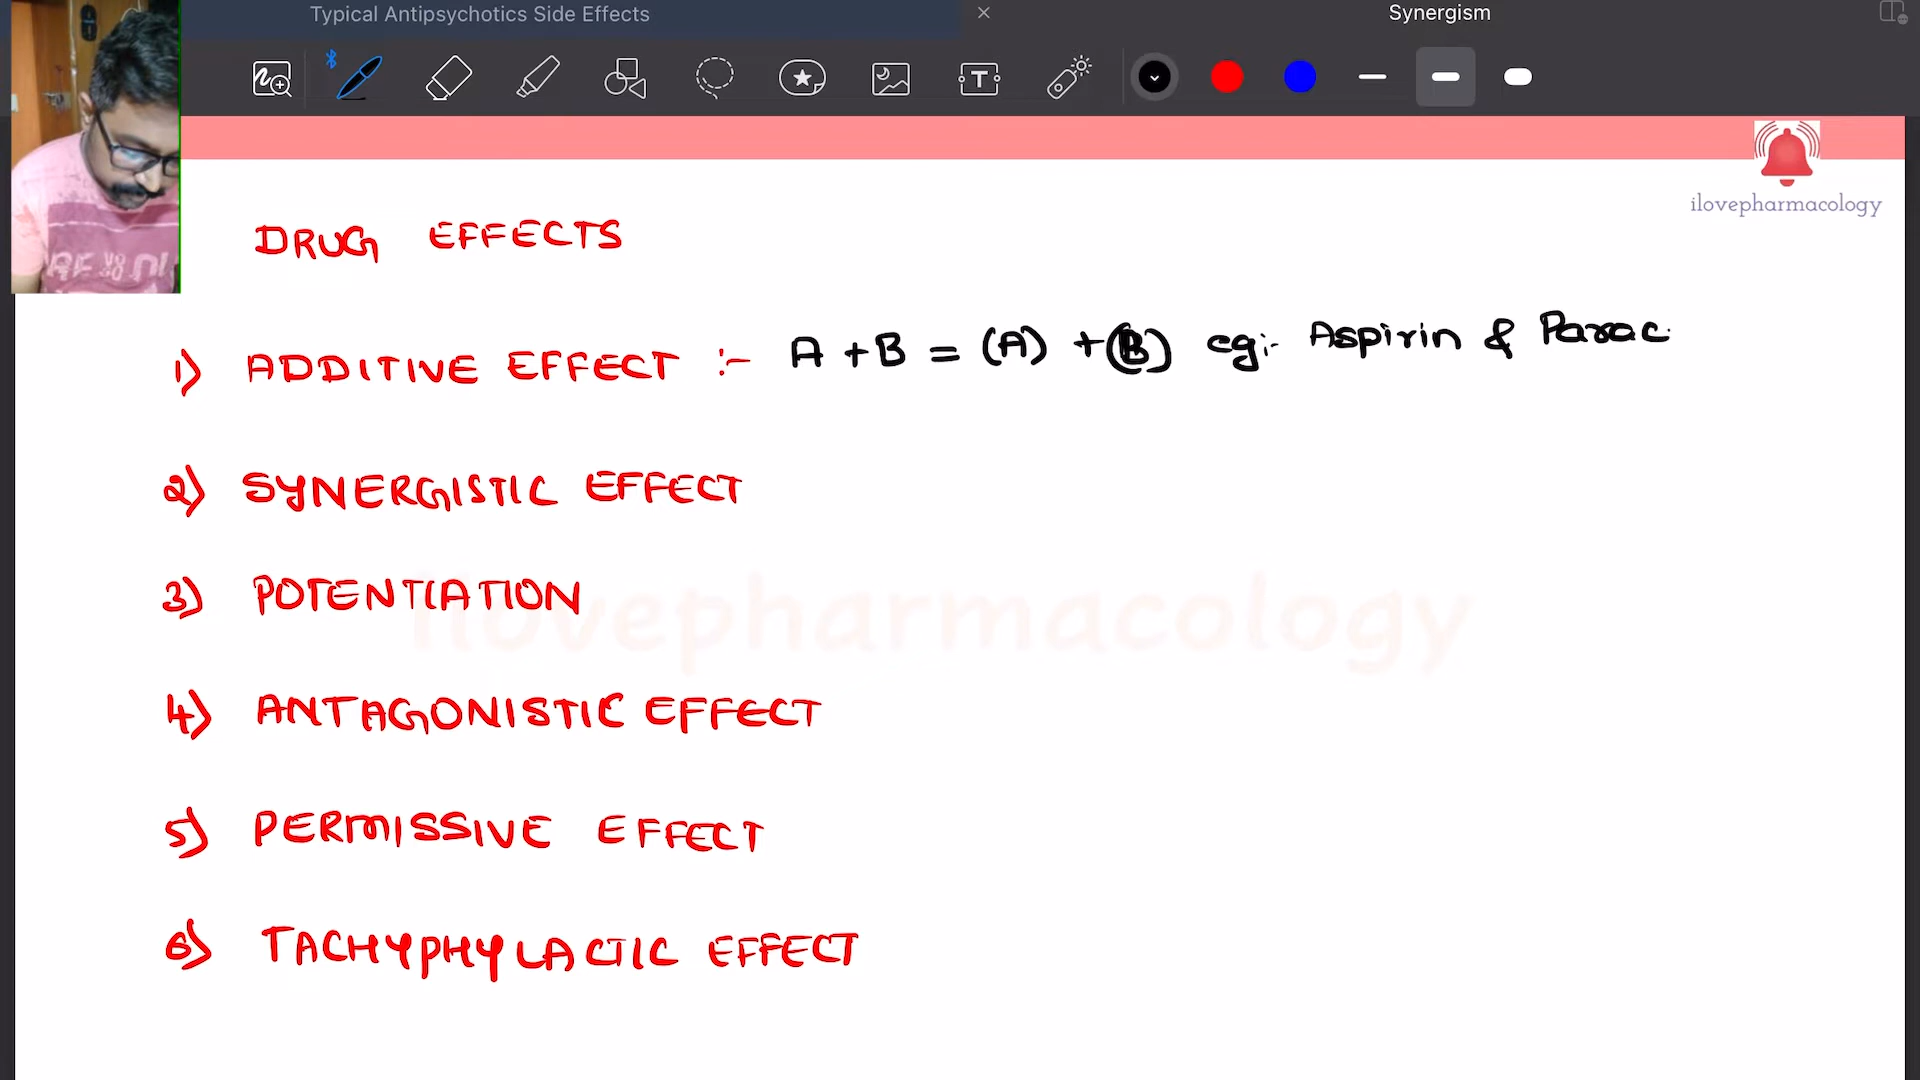 Typical Antipsychotics Side Effects
Synergism
ilovepharmacology
DRUG EFFECTS
1) ADDITIVE EFFECT :- A + B = (A) + (B) eg:- Aspirin & Parac
2) SYNERGISTIC EFFECT
3) POTENTIATION
ilovepharmacology
4) ANTAGONISTIC EFFECT
5) PERMISSIVE EFFECT
6) TACHYPHYLACTIC EFFECT